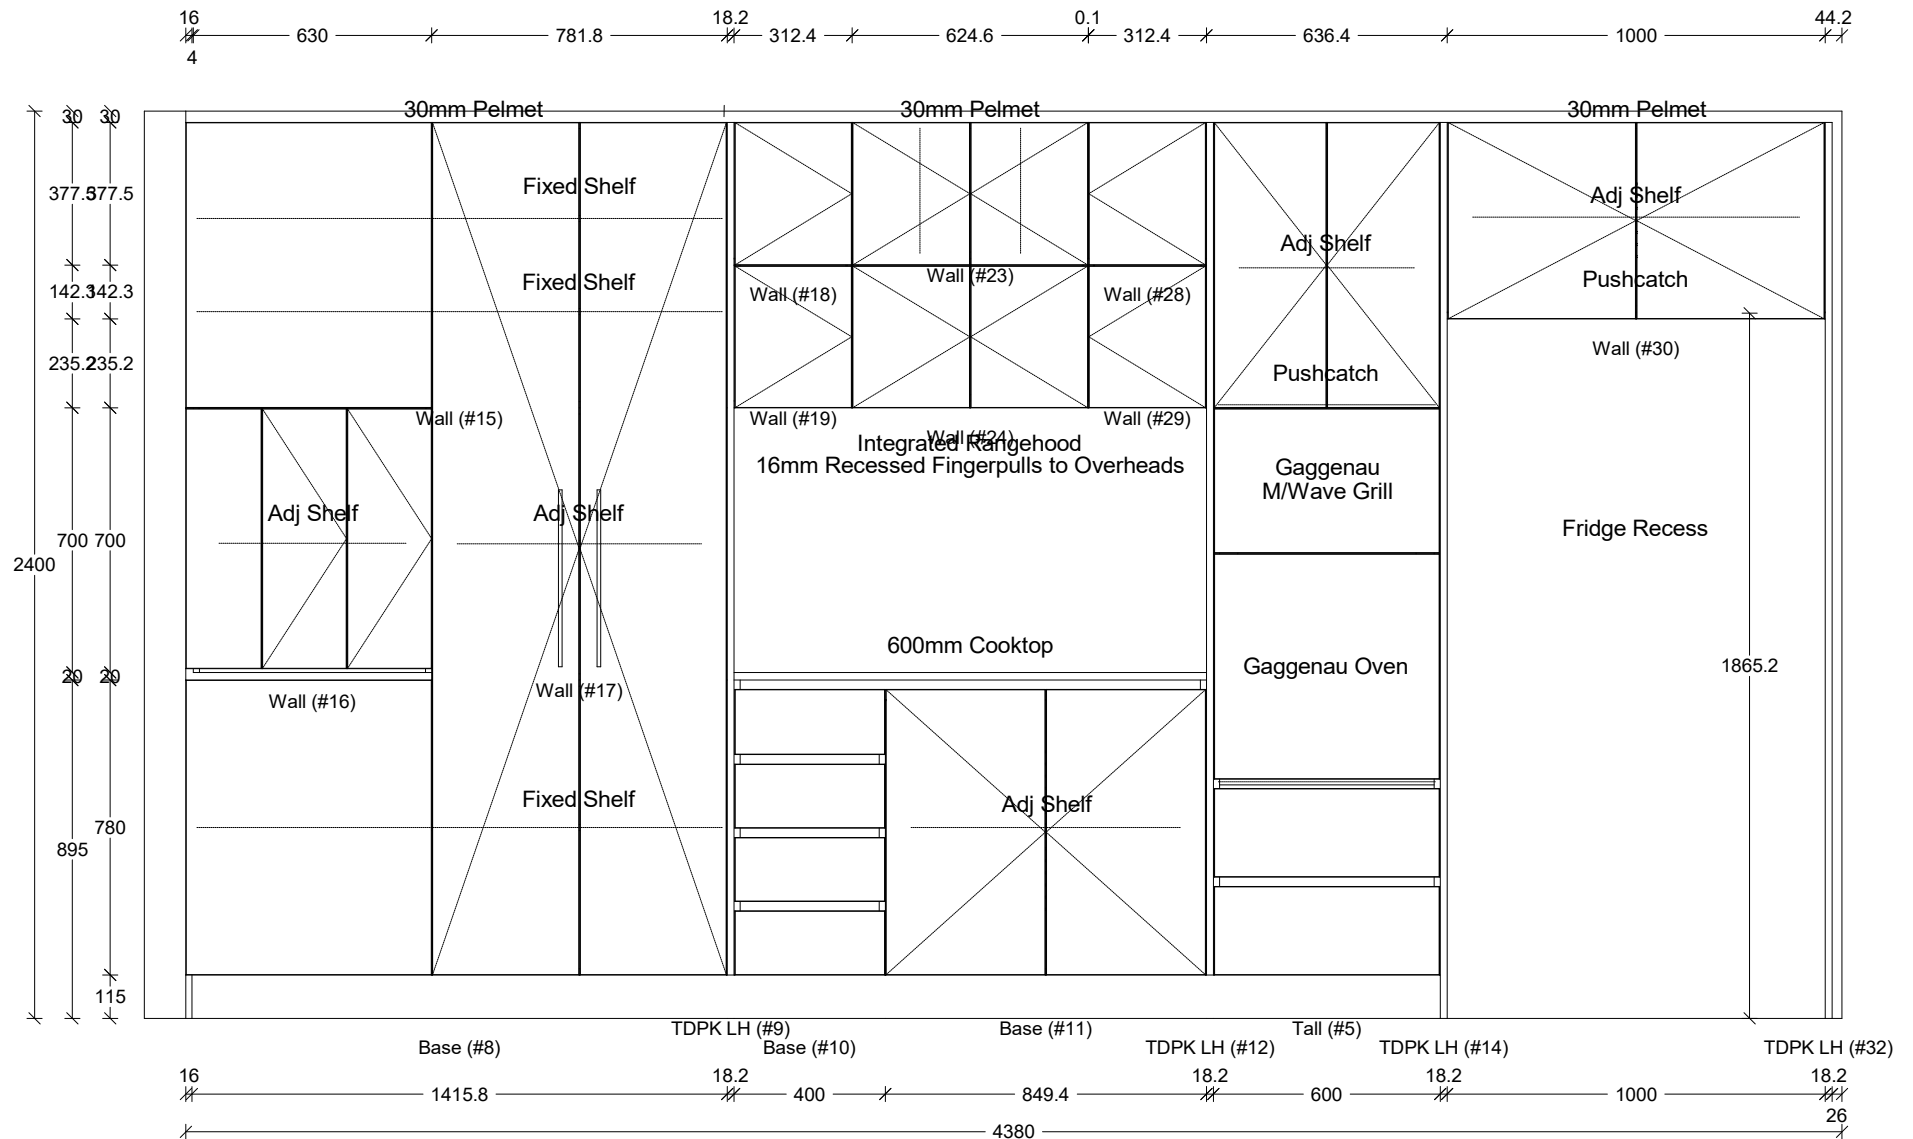 16 18.2 0.1 44.2
630 781.8 312.4 624.6 312.4 636.4 1000
4
30mm Pelmet 30mm Pelmet 30mm Pelmet
30 30
377.5 377.5
Fixed Shelf
Adj Shelf
Adj Shelf
Fixed Shelf
Wall (#23)
Pushcatch
142.3 142.3
Wall (#18) Wall (#28)
Wall (#30)
235.2 235.2
Pushcatch
Wall (#15) Wall (#19) Wall (#29)
Wall (#24)
Integrated Rangehood
16mm Recessed Fingerpulls to Overheads
Gaggenau
M/Wave Grill
Adj Shelf Adj Shelf
Fridge Recess
700 700
2400
600mm Cooktop
Gaggenau Oven
1865.2
20 20
Wall (#17)
Wall (#16)
Fixed Shelf
Adj Shelf
780
895
115
TDPK LH (#9) Base (#11) Tall (#5)
Base (#8) Base (#10) TDPK LH (#12) TDPK LH (#14) TDPK LH (#32)
16 18.2 18.2 18.2 18.2
1415.8 400 849.4 600 1000
26
4380